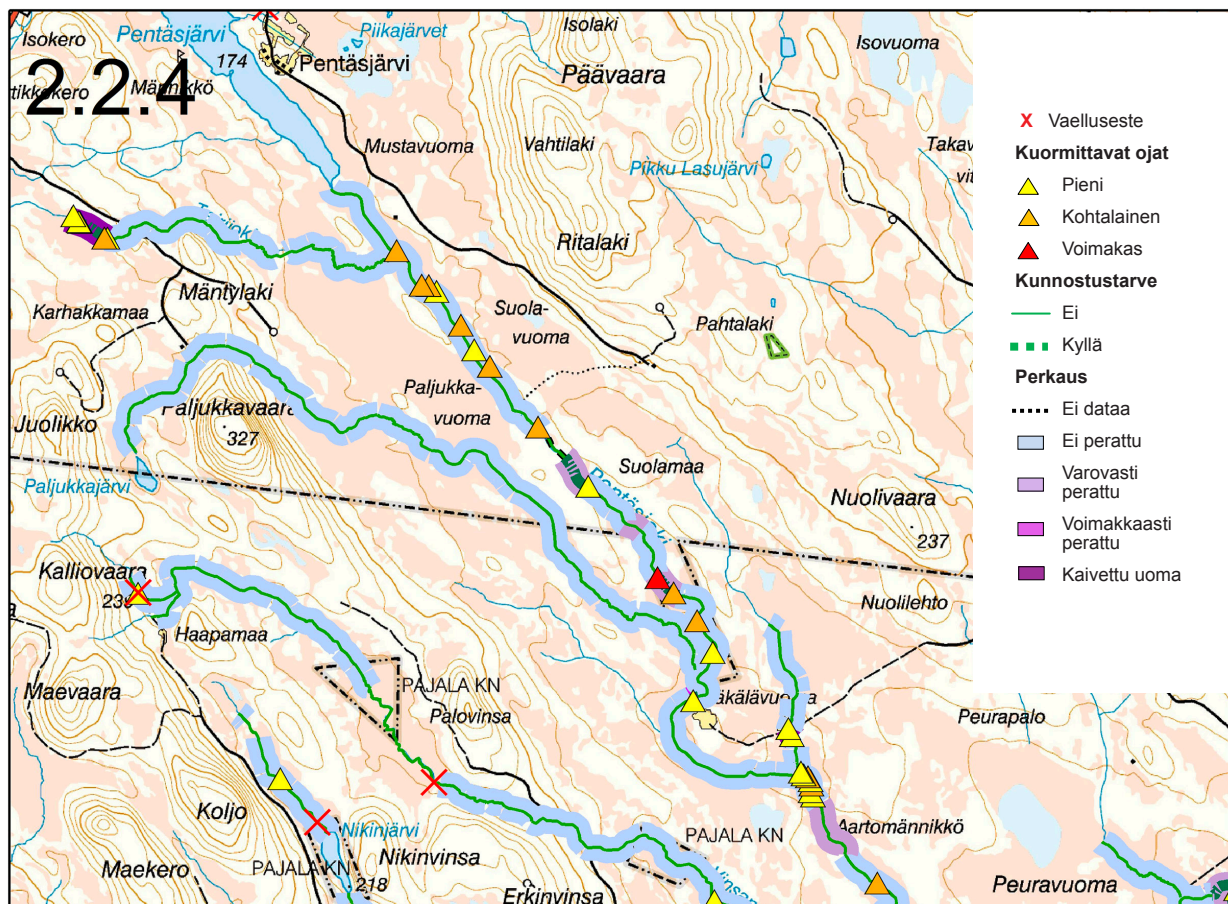 2.2.4
Isokero
Pentäsjärvi
174
Männikkö
Piikajärvet
Pentäsjärvi
Isolaki
Päävaara
Isovuoma
Mustavuoma
Vahtilaki
Pikku Lasujärvi
Ritalaki
Mäntylaki
Karhakkamaa
Suola-
vuoma
Pahtalaki
Paljukka-
vuoma
Paljukkavaara
327
Juolikko
Suolamaa
Paljukkajärvi
Nuolivaara
237
Kalliovaara
Haapamaa
Nuolilehto
Maevaara
PAJALA KN
Palovinsa
Peurapalo
Koljo
Nikinjärvi
PAJALA KN
Aartomännikkö
Maekero
PAJALA KN
Nikinvinsa
218
Erkinvinsa
Peuravuoma
X Vaelluseste
Kuormittavat ojat
Pieni
Kohtalainen
Voimakas
Kunnostustarve
Ei
Kyllä
Perkaus
Ei dataa
Ei perattu
Varovasti
perattu
Voimakkaasti
perattu
Kaivettu uoma